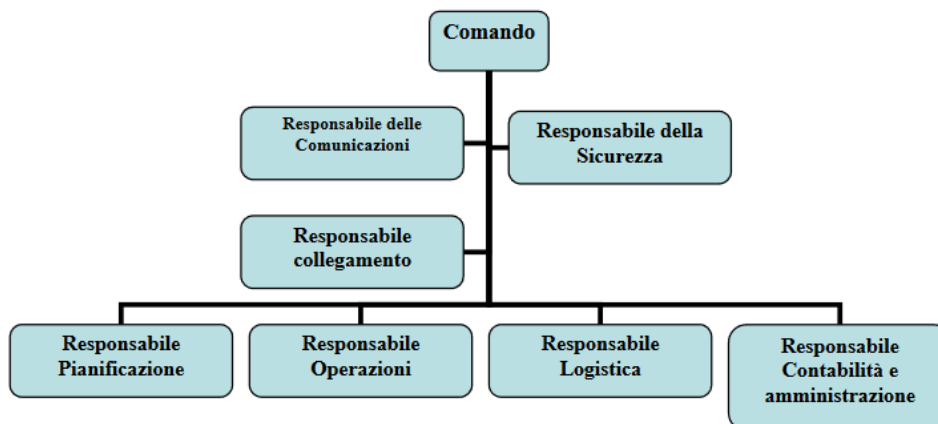 Comando
Responsabile delle
Comunicazioni
Responsabile della
Sicurezza
Responsabile
collegamento
Responsabile
Pianificazione
Responsabile
Operazioni
Responsabile
Logistica
Responsabile
Contabilità e
amministrazione